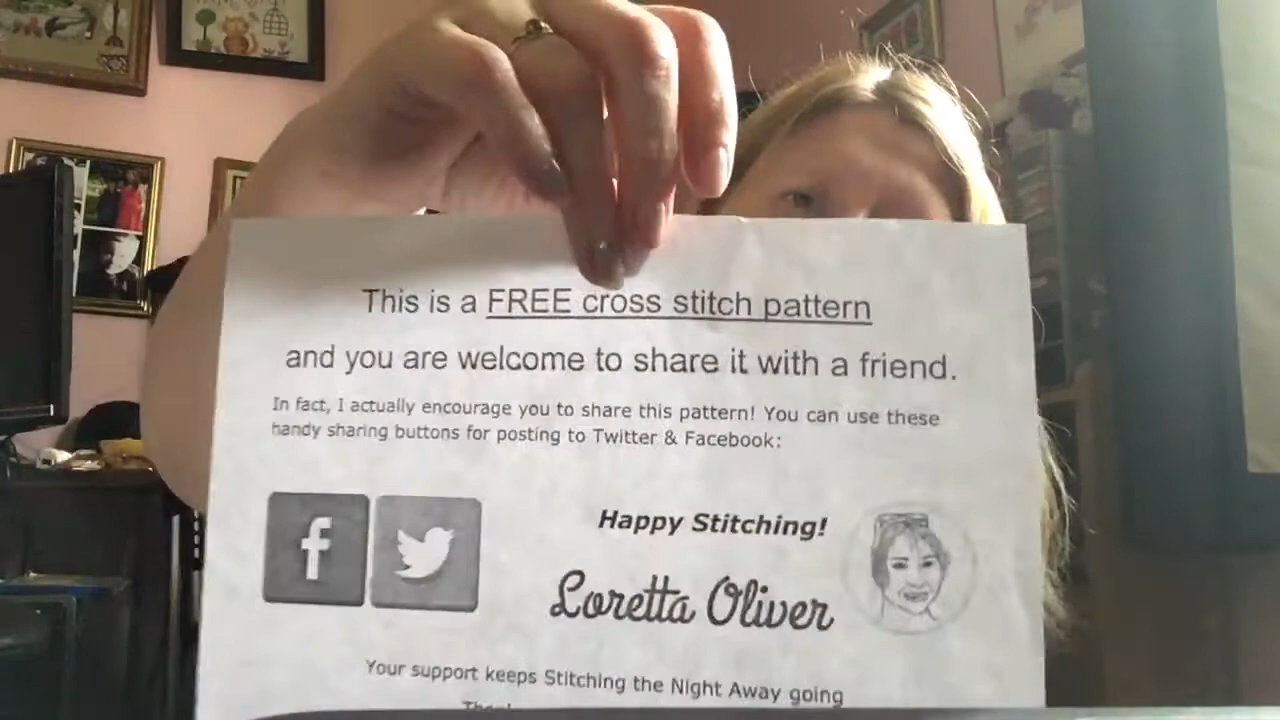 This is a FREE cross stitch pattern
and you are welcome to share it with a friend.
In fact, I actually encourage you to share this pattern! You can use these
handy sharing buttons for posting to Twitter & Facebook:
f
Happy Stitching!
Loretta Oliver
Your support keeps Stitching the Night Away going